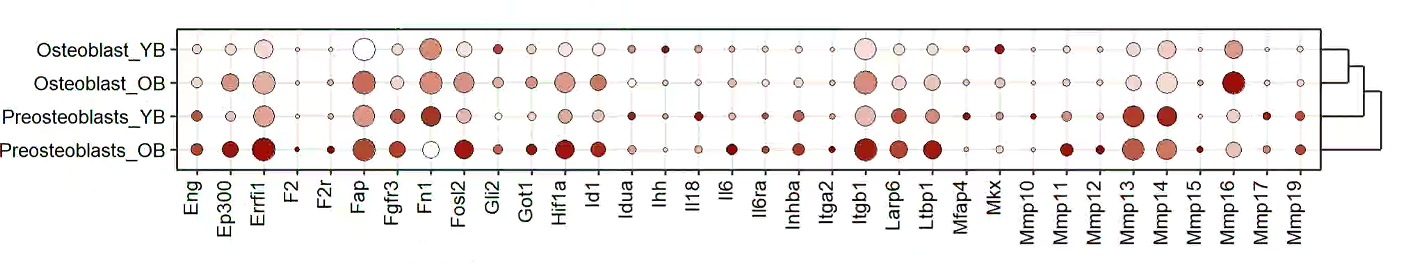 Osteoblast_YB
Osteoblast_OB
Preosteoblasts_YB
Preosteoblasts_OB
Eng Ep300 Errfi1 F2 F2r Fap Fgfr3 Fn1 Fosl2 Gli2 Got1 Hif1a Id1 Idua Ihh Il18 Il6 Il6ra Inhba Itga2 Itgb1 Larp6 Ltbp1 Mfap4 Mkx Mmp10 Mmp11 Mmp12 Mmp13 Mmp14 Mmp15 Mmp16 Mmp17 Mmp19